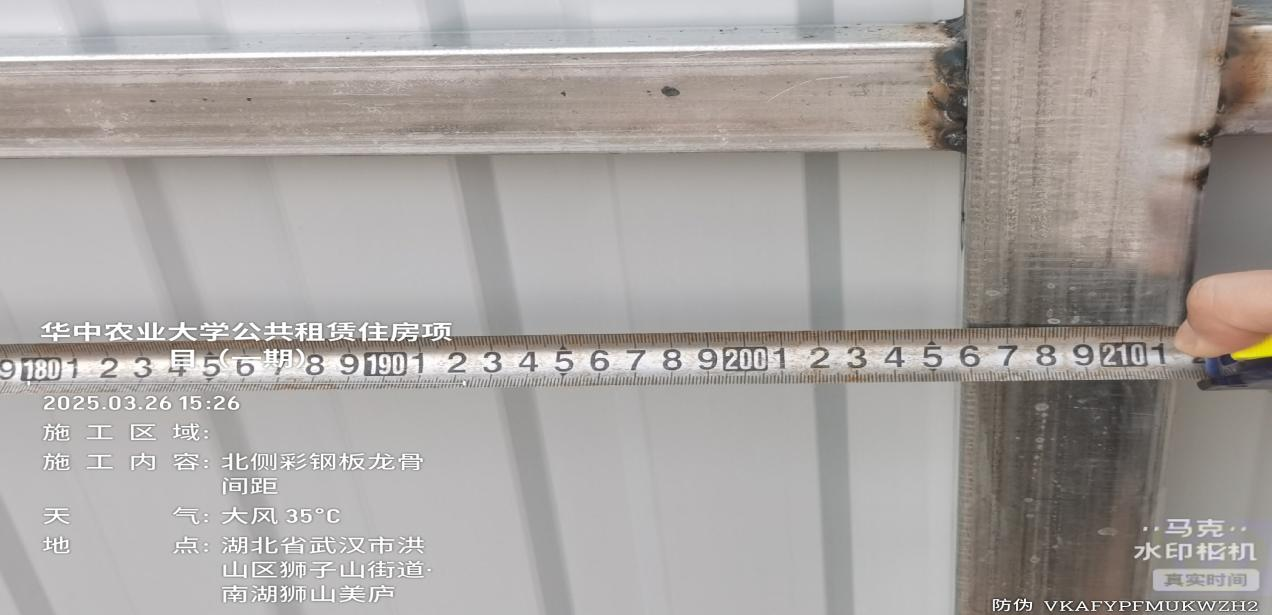 9 180 1 2 3 4 5 6 8 9 190 1 2 3 4 5 6 7 8 9 200 1 2 3 4 5 6 7 8 9 210 1
华中农业大学公共租赁住房项
目（一期）
2025.03.26 15:26
施工区域:
施工内容: 北侧彩钢板龙骨
间距
天气: 大风 35°C
地点: 湖北省武汉市洪
山区狮子山街道·
南湖狮山美庐
马克
水印相机
真实时间
防伪 VKAFYPFMUKWZH2